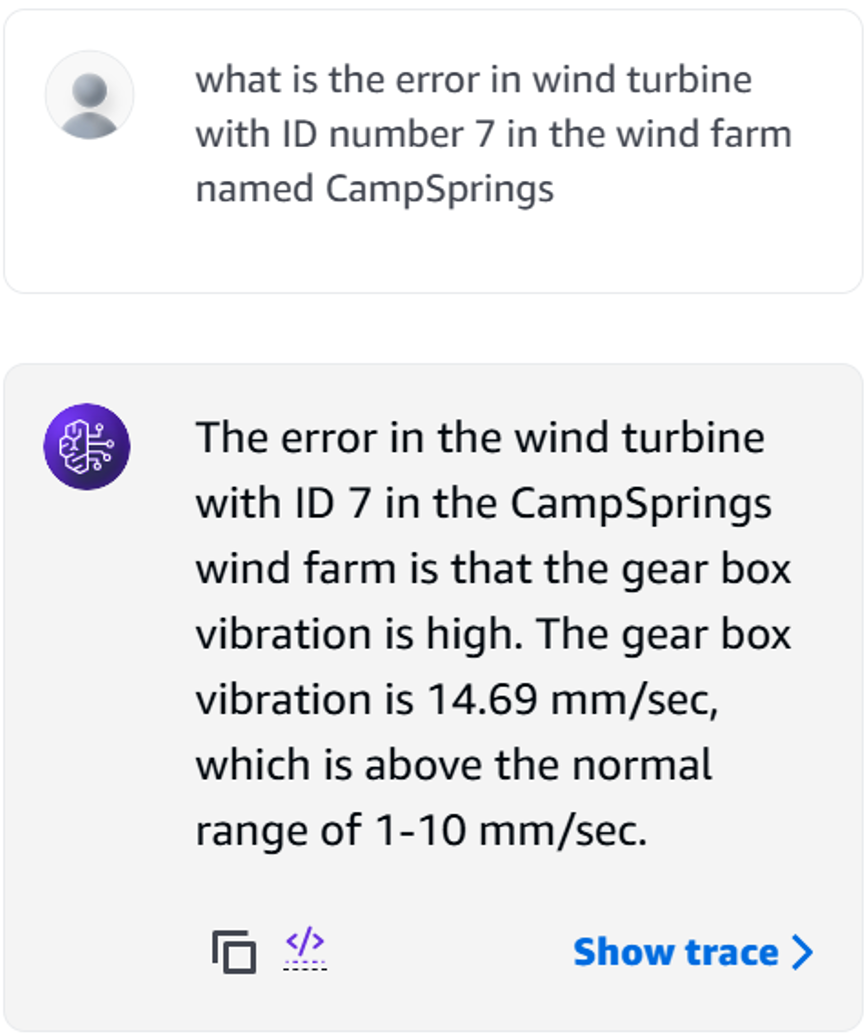 what is the error in wind turbine
with ID number 7 in the wind farm
named CampSprings
The error in the wind turbine
with ID 7 in the CampSprings
wind farm is that the gear box
vibration is high. The gear box
vibration is 14.69 mm/sec,
which is above the normal
range of 1-10 mm/sec.
</> Show trace >